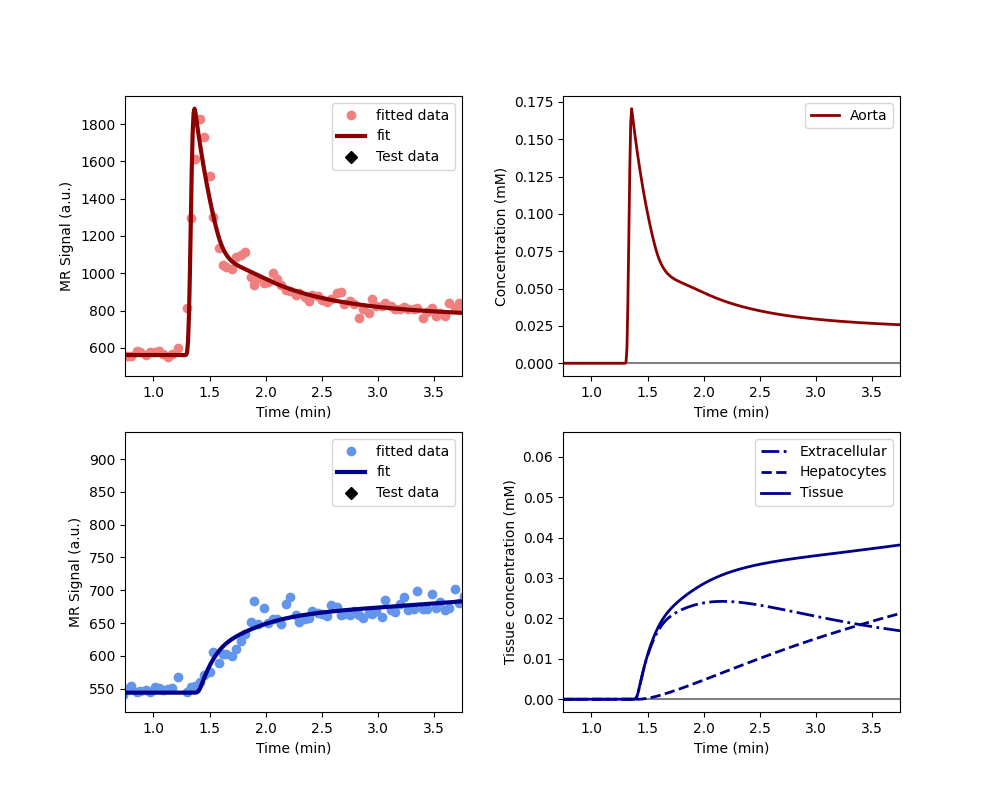 MR Signal (a.u.)
1800
1600
1400
1200
1000
800
600
fitted data
fit
Test data
1.0 1.5 2.0 2.5 3.0 3.5
Time (min)
Concentration (mM)
0.175
0.150
0.125
0.100
0.075
0.050
0.025
0.000
Aorta
1.0 1.5 2.0 2.5 3.0 3.5
Time (min)
MR Signal (a.u.)
900
850
800
750
700
650
600
550
fitted data
fit
Test data
1.0 1.5 2.0 2.5 3.0 3.5
Time (min)
Tissue concentration (mM)
0.06
0.05
0.04
0.03
0.02
0.01
0.00
Extracellular
Hepatocytes
Tissue
1.0 1.5 2.0 2.5 3.0 3.5
Time (min)